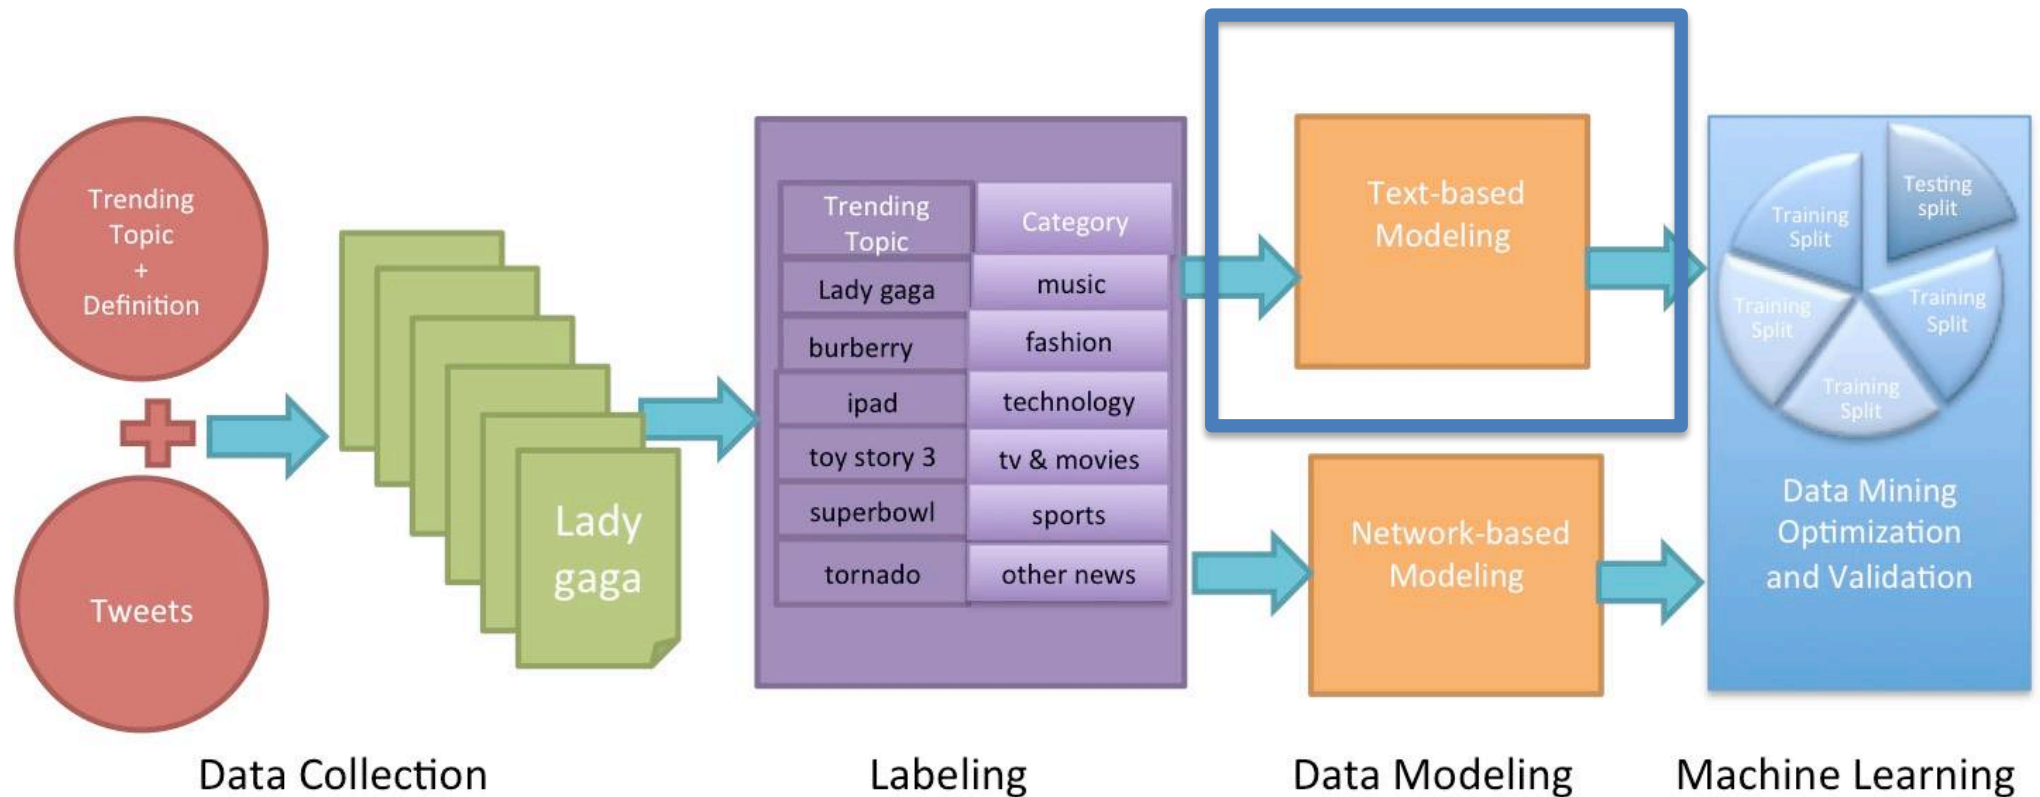 Trending
Topic
+
Definition
Tweets
Lady
gaga
Trending
Topic
Category
Lady gaga
music
burberry
fashion
ipad
technology
toy story 3
tv & movies
superbowl
sports
tornado
other news
Text-based
Modeling
Network-based
Modeling
Testing
split
Training
Split
Training
Split
Training
Split
Training
Split
Data Mining
Optimization
and Validation
Data Collection
Labeling
Data Modeling
Machine Learning